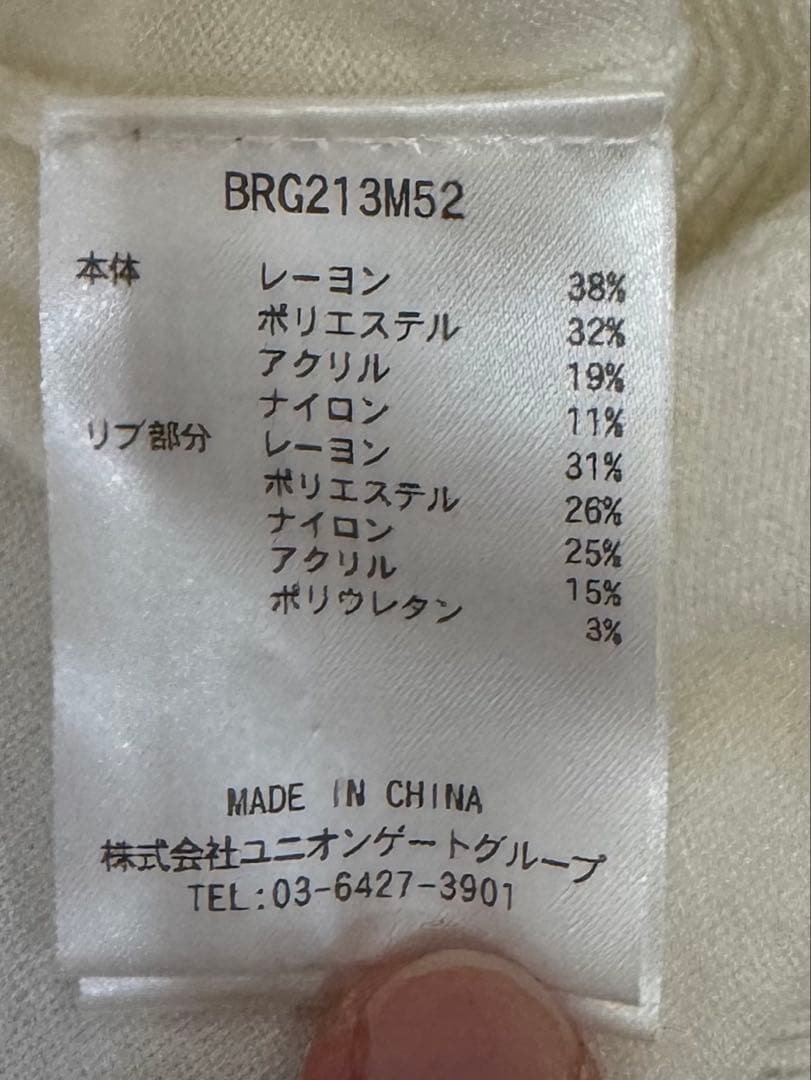 BRG213M52
本体 レーヨン 38%
ポリエステル 32%
アクリル 19%
ナイロン 11%
リブ部分 レーヨン 31%
ポリエステル 26%
ナイロン 25%
アクリル 15%
ポリウレタン 3%
MADE IN CHINA
株式会社ユニオンゲートグループ
TEL:03-6427-3901